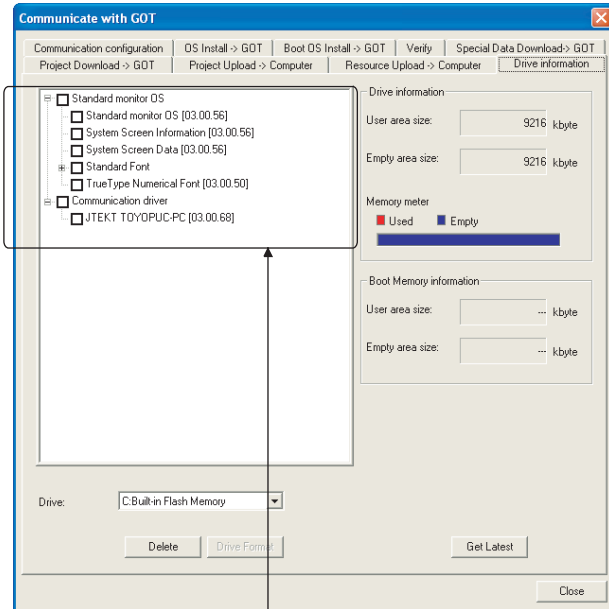 Communicate with GOT
Communication configuration OS Install -> GOT Boot OS Install -> GOT Verify Special Data Download-> GOT
Project Download -> GOT Project Upload -> Computer Resource Upload -> Computer Drive information
Standard monitor OS
Standard monitor OS [03.00.56]
System Screen Information [03.00.56]
System Screen Data [03.00.56]
Standard Font
TrueType Numerical Font [03.00.50]
Communication driver
JTEKT TOYOPUC-PC [03.00.68]
Drive information
User area size: 9216 kbyte
Empty area size: 9216 kbyte
Memory meter
Used Empty
Boot Memory information
User area size: --- kbyte
Empty area size: --- kbyte
Drive: C:Built-in Flash Memory
Delete Drive Format Get Latest
Close